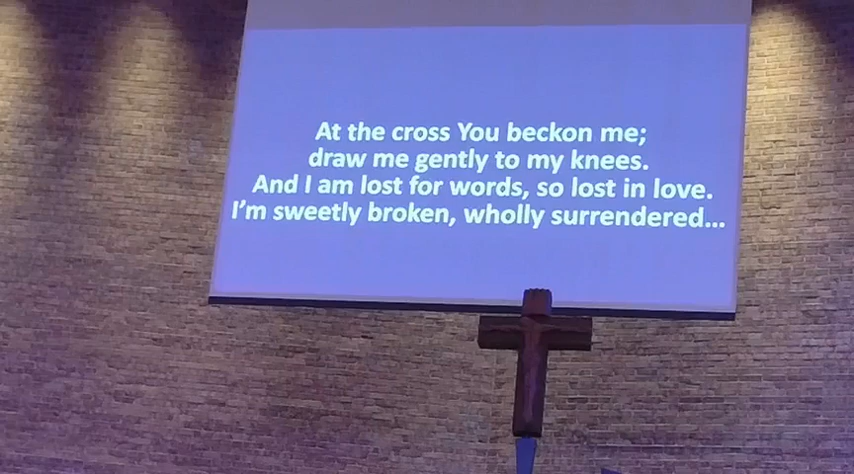 At the cross You beckon me;
draw me gently to my knees.
And I am lost for words, so lost in love.
I'm sweetly broken, wholly surrendered...